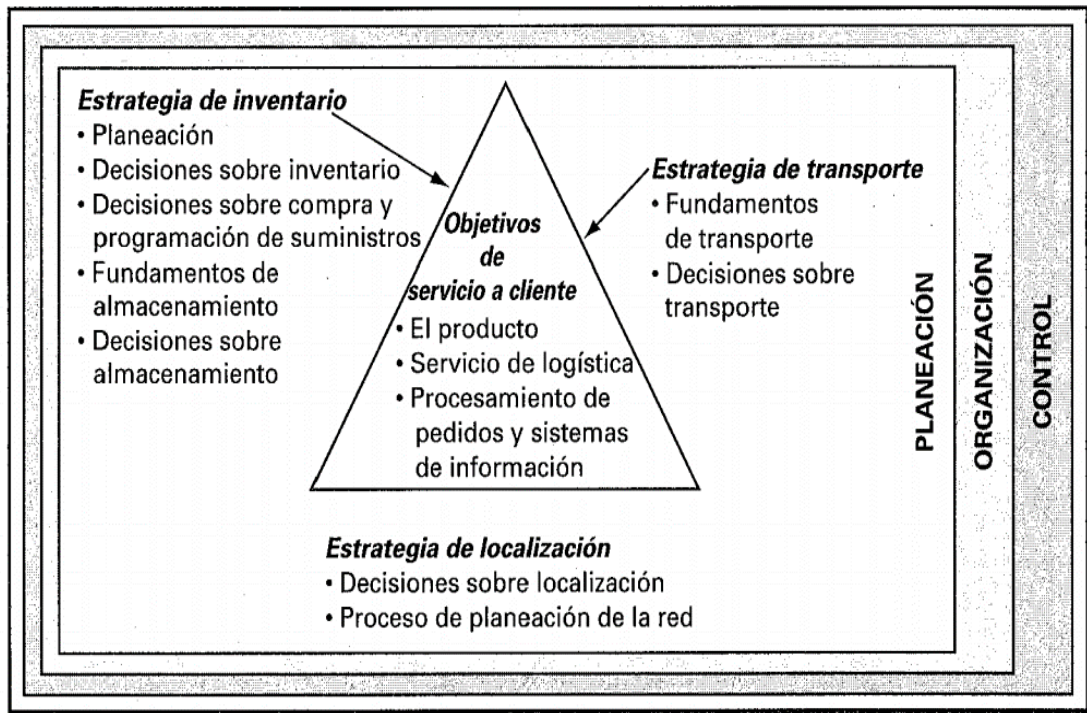 Estrategia de inventario
• Planeación
• Decisiones sobre inventario
• Decisiones sobre compra y
programación de suministros
• Fundamentos de
almacenamiento
• Decisiones sobre
almacenamiento
Objetivos
de
servicio a cliente
• El producto
• Servicio de logística
• Procesamiento de
pedidos y sistemas
de información
Estrategia de transporte
• Fundamentos
de transporte
• Decisiones sobre
transporte
Estrategia de localización
• Decisiones sobre localización
• Proceso de planeación de la red
PLANEACIÓN
ORGANIZACIÓN
CONTROL